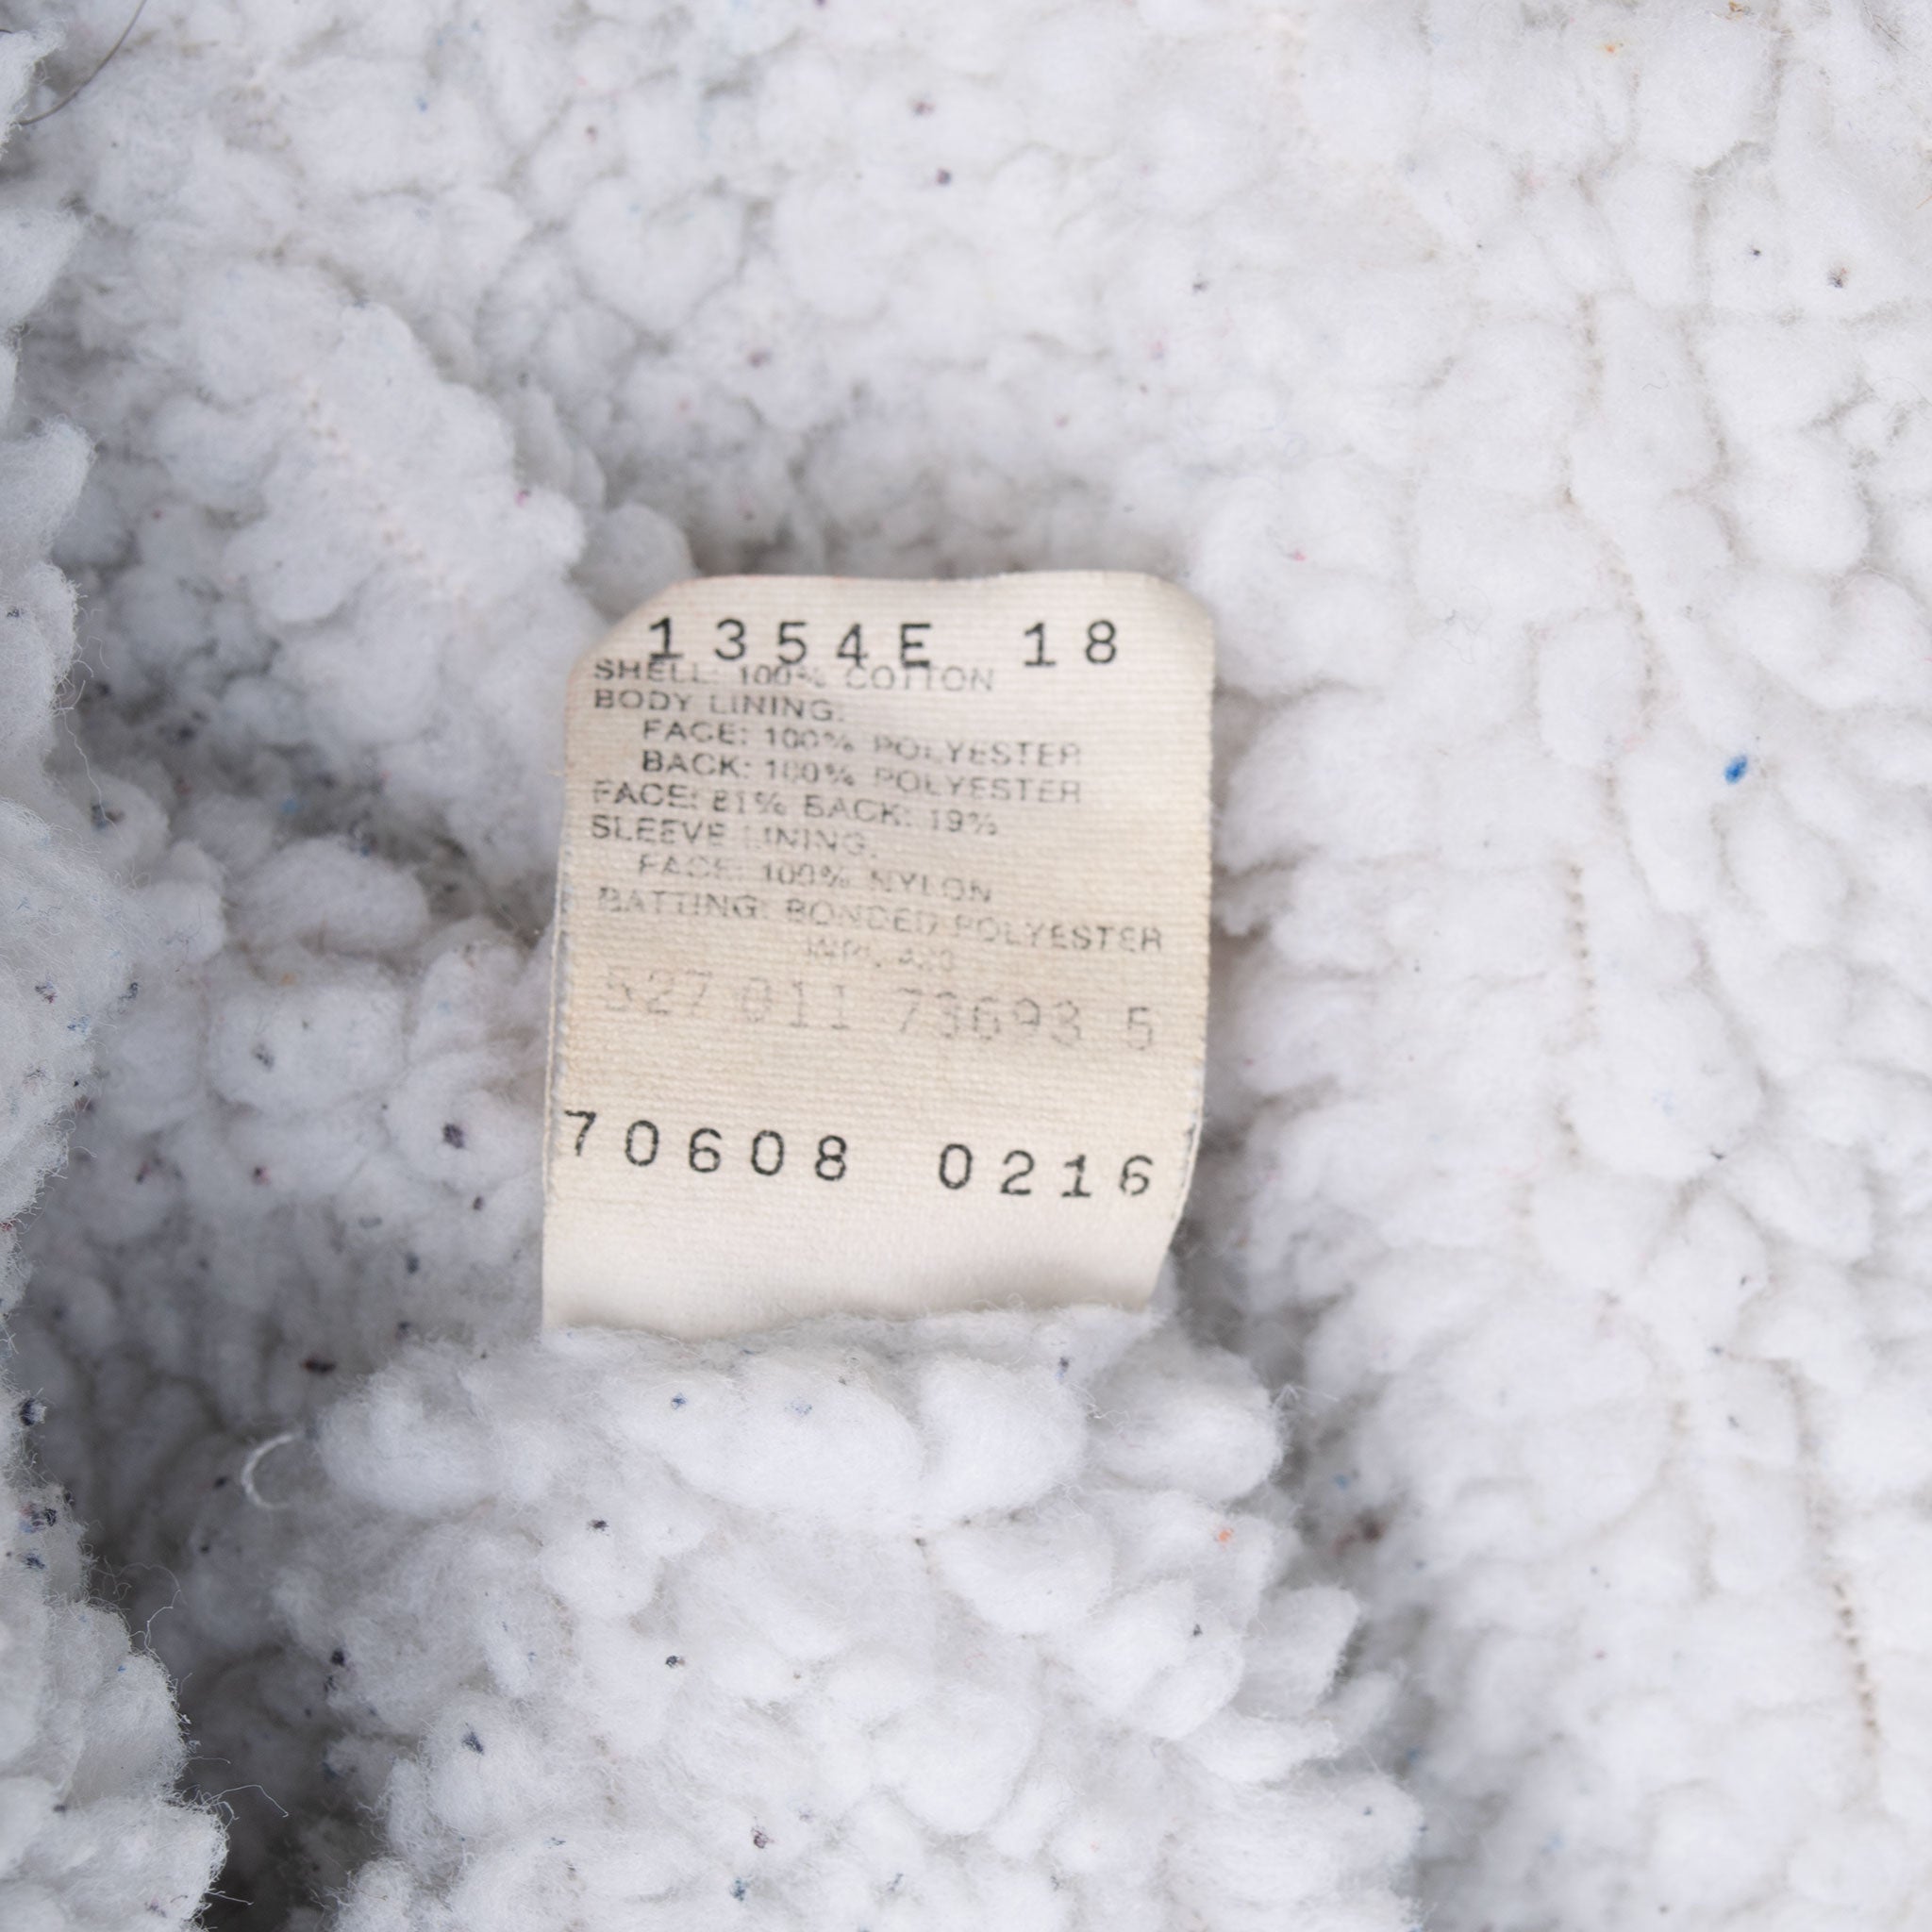 1354E 18
SHELL: 100% COTTON
BODY LINING:
FACE: 100% POLYESTER
BACK: 100% POLYESTER
FACE: 81% BACK: 19%
SLEEVE LINING:
FACE: 100% NYLON
BATTING: BONDED POLYESTER
527 011 73693 5
70608 0216